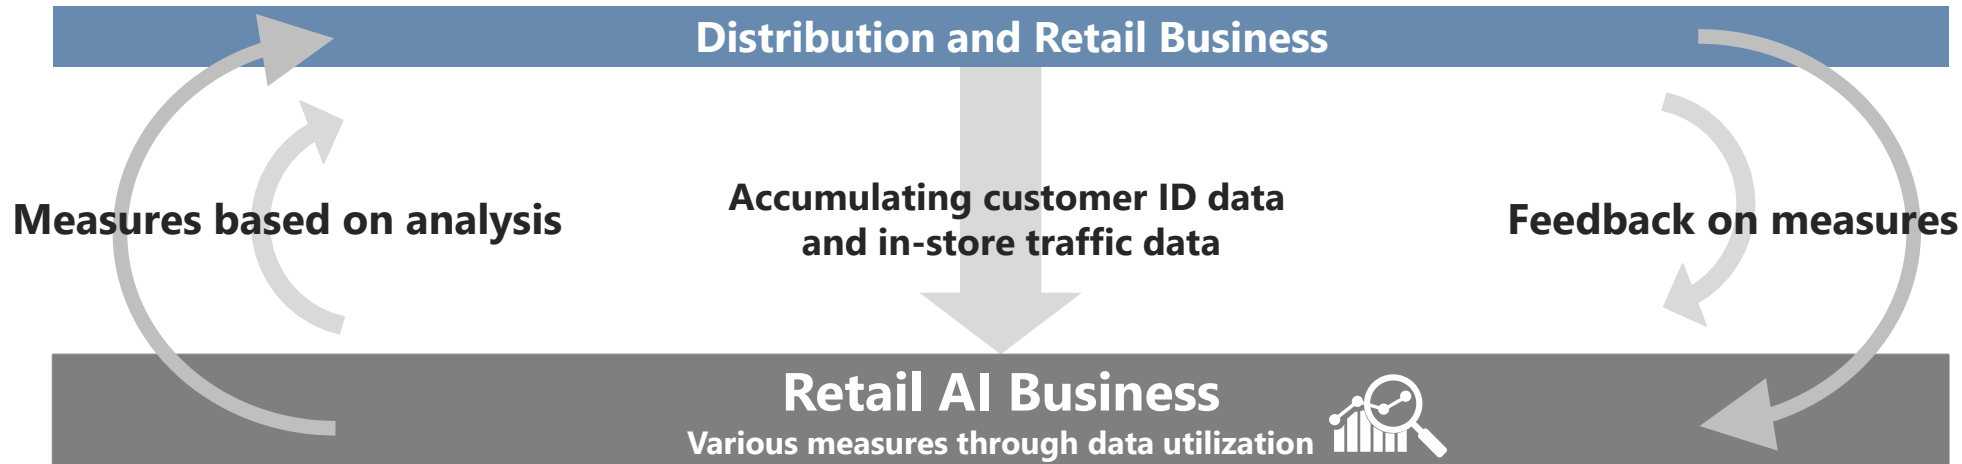 Distribution and Retail Business
Measures based on analysis
Accumulating customer ID data
and in-store traffic data
Feedback on measures
Retail AI Business
Various measures through data utilization